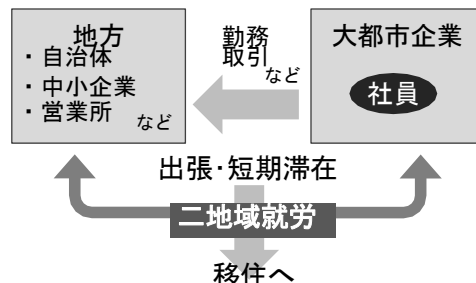 地方
・自治体
・中小企業
・営業所
など
勤務
取引
など
大都市企業
社員
出張・短期滞在
二地域就労
移住へ